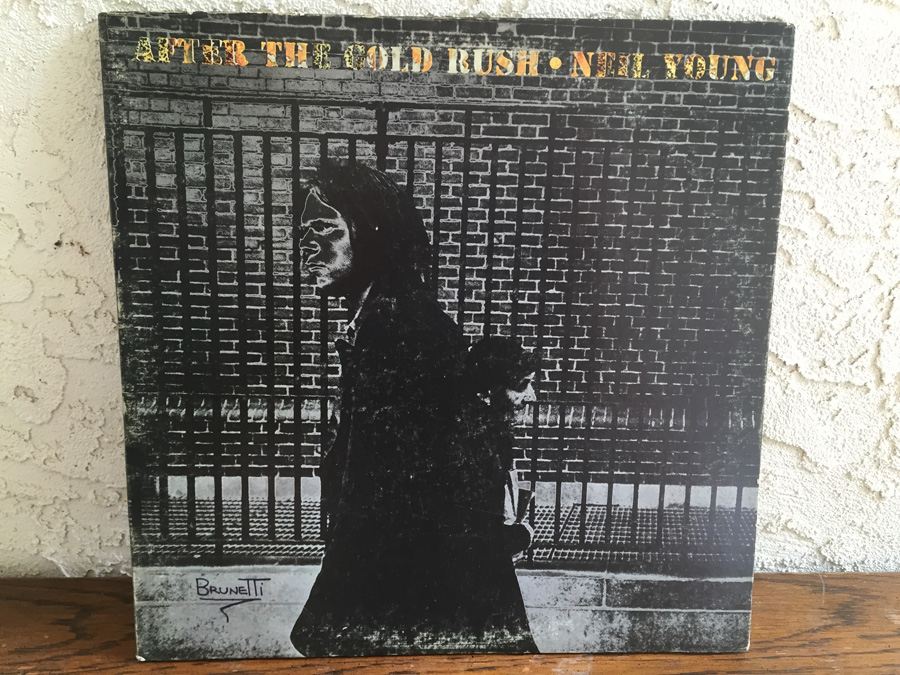 AFTER THE GOLD RUSH • NEIL YOUNG
BRUNETTI